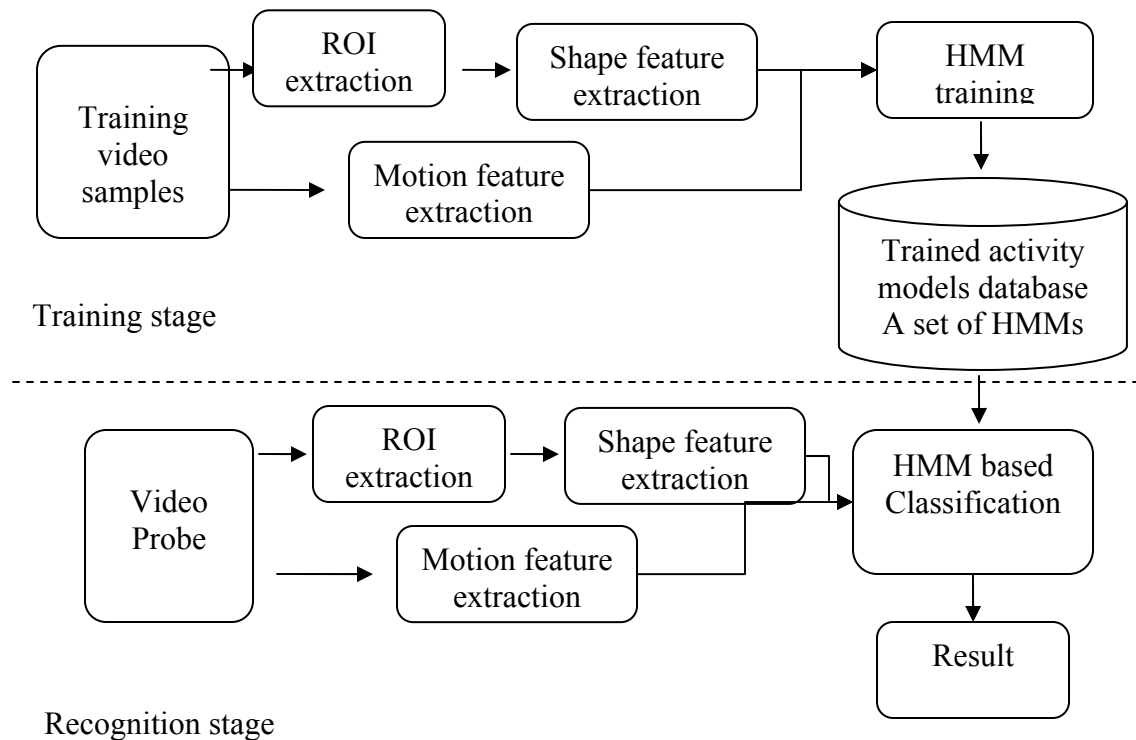 ROI
extraction
Shape feature
extraction
HMM
training
Training
video
samples
Motion feature
extraction
Trained activity
models database
A set of HMMs
Training stage
Video
Probe
ROI
extraction
Shape feature
extraction
HMM based
Classification
Motion feature
extraction
Result
Recognition stage